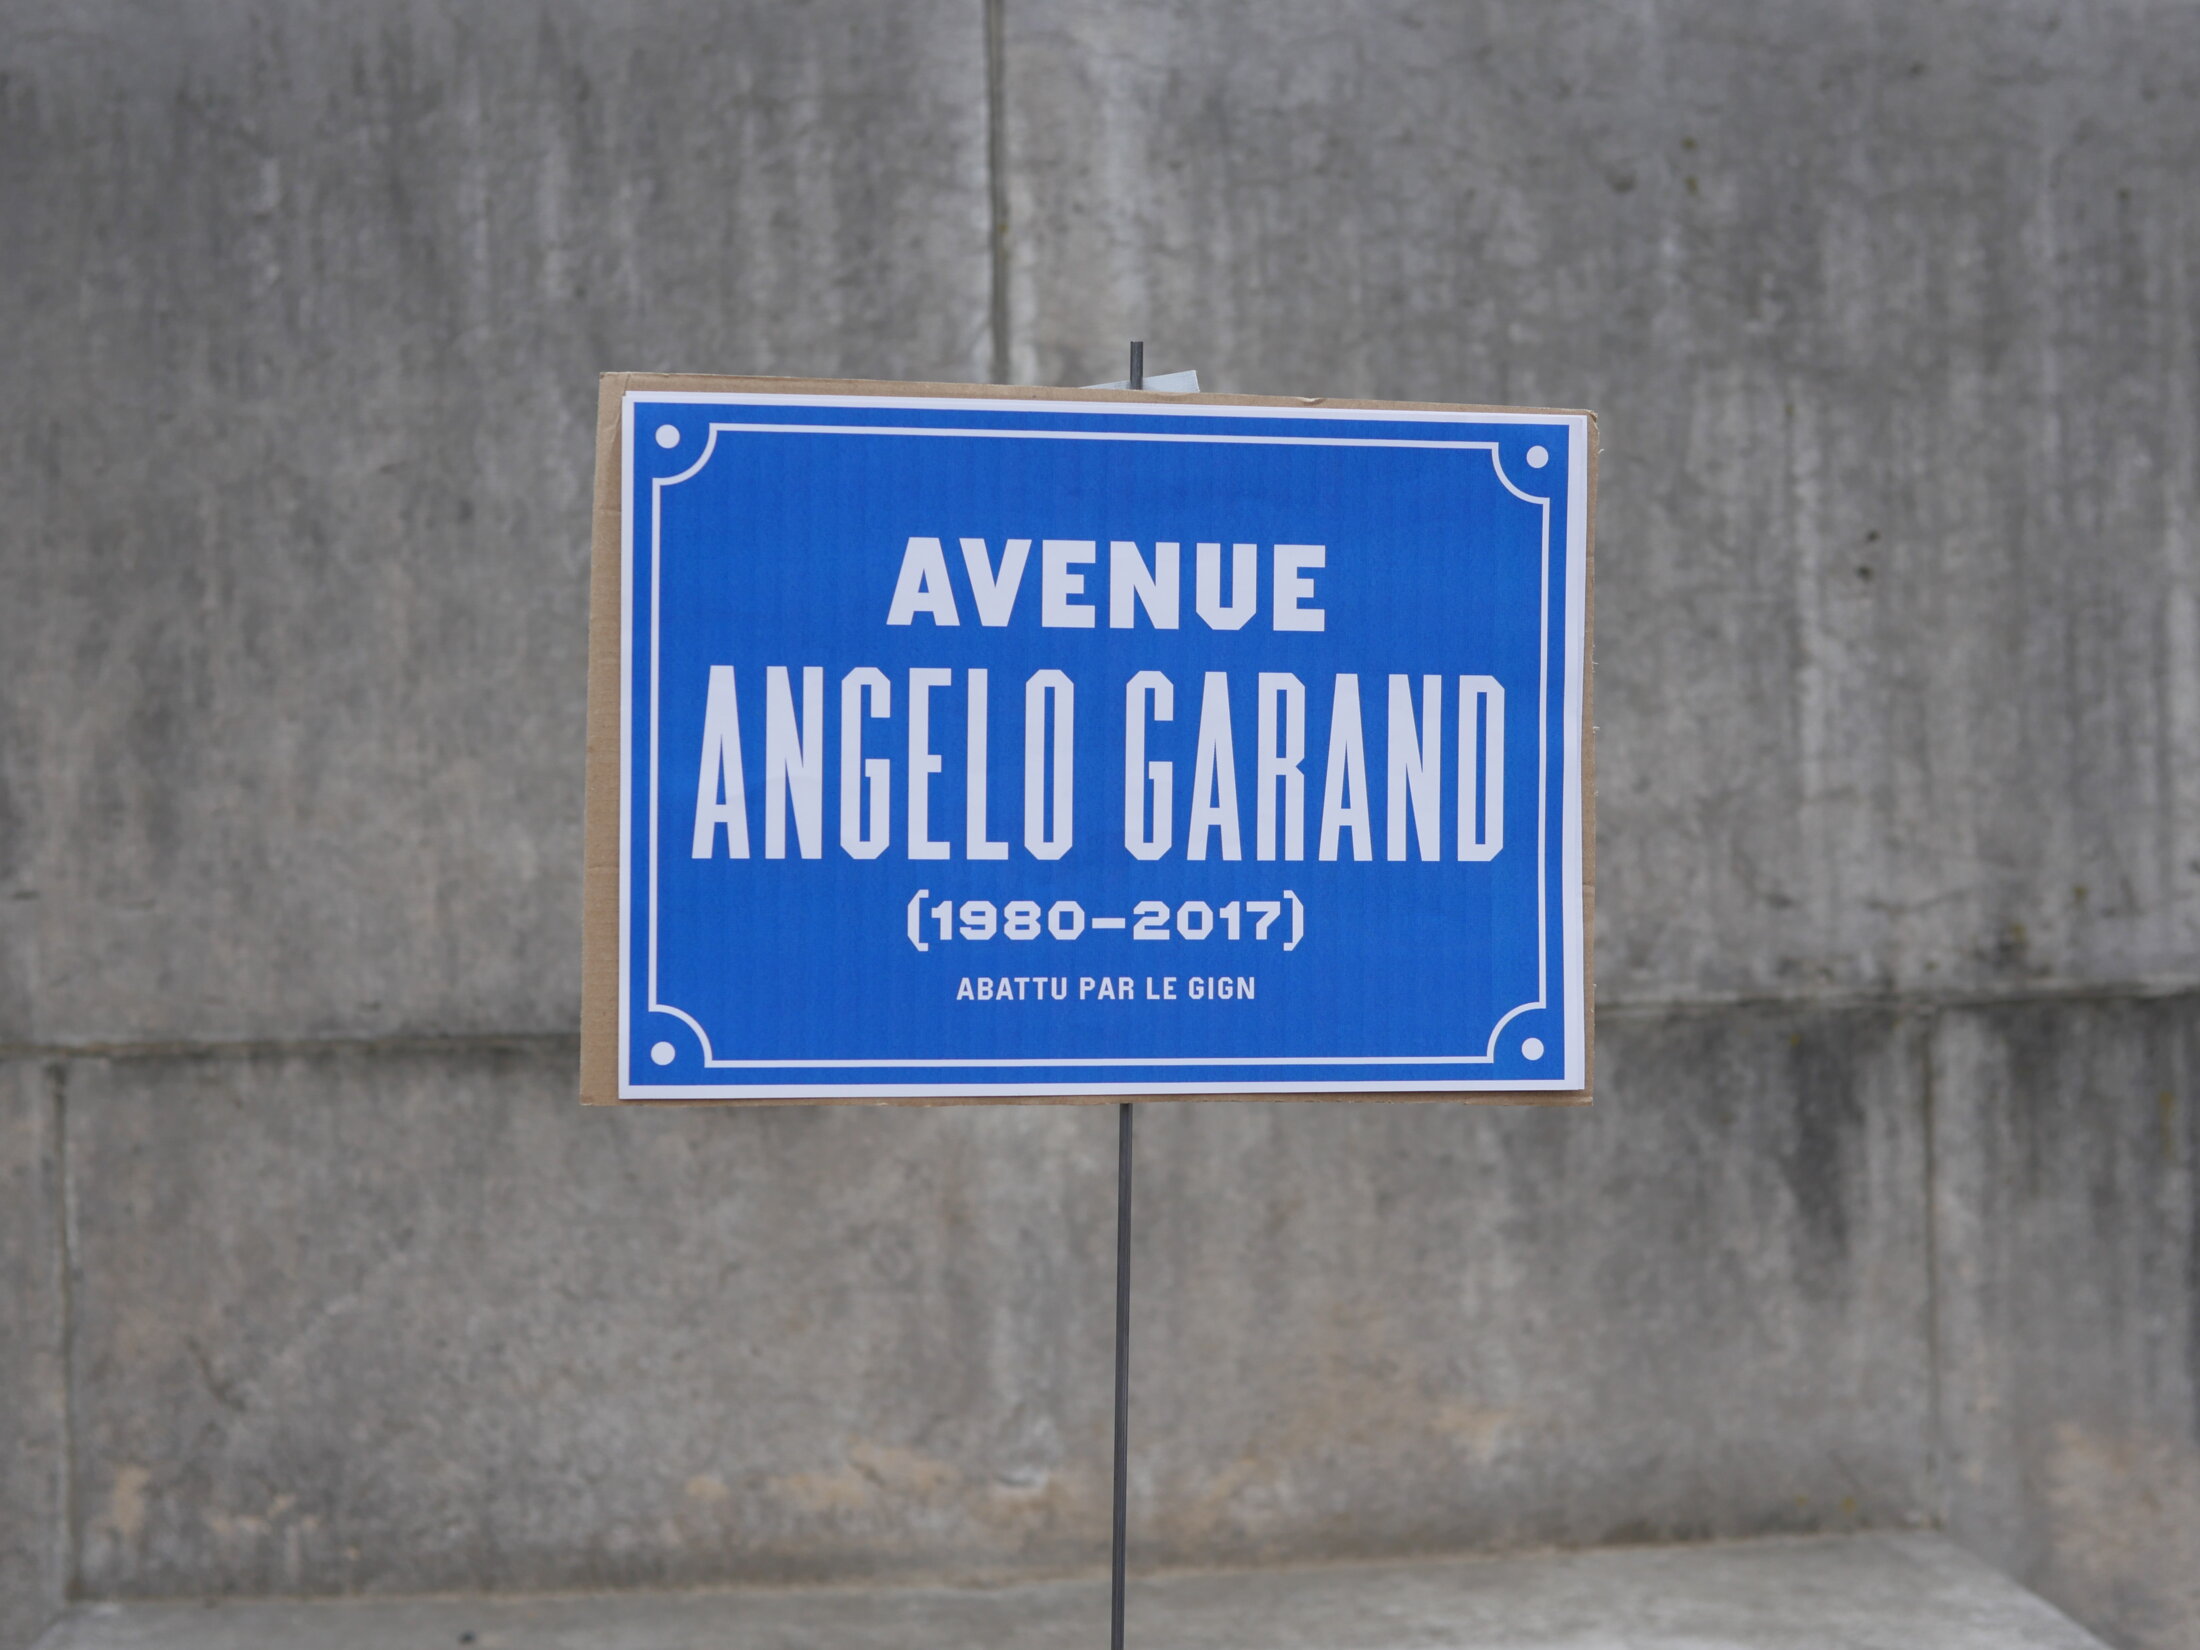 AVENUE
ANGELO GARAND
(1980–2017)
ABATTU PAR LE GIGN